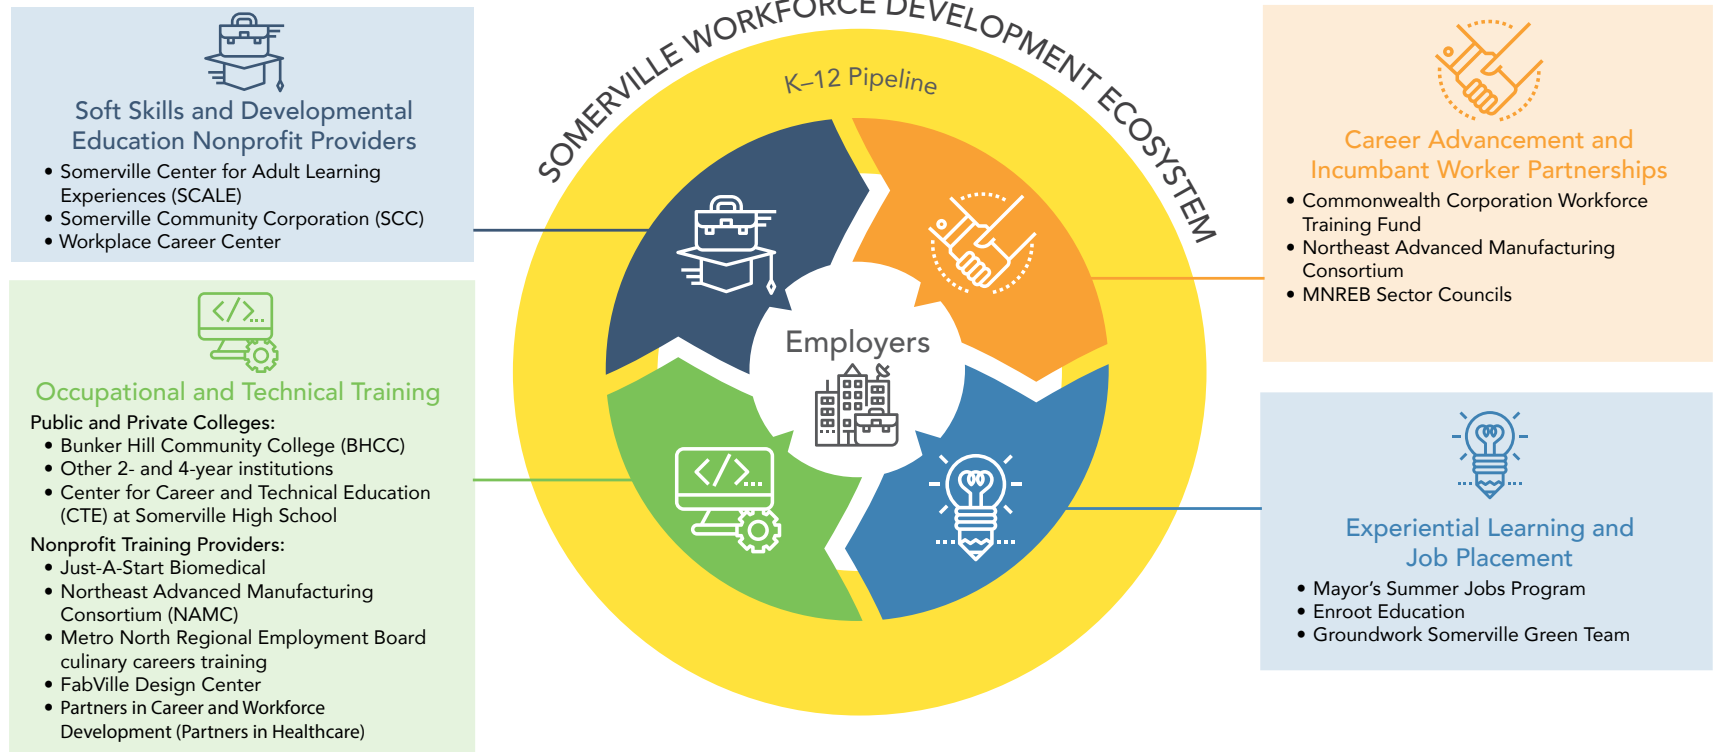 SOMERVILLE WORKFORCE DEVELOPMENT ECOSYSTEM
K–12 Pipeline
Employers
Soft Skills and Developmental
Education Nonprofit Providers
• Somerville Center for Adult Learning
Experiences (SCALE)
• Somerville Community Corporation (SCC)
• Workplace Career Center
</>...
Occupational and Technical Training
Public and Private Colleges:
• Bunker Hill Community College (BHCC)
• Other 2- and 4-year institutions
• Center for Career and Technical Education
(CTE) at Somerville High School
Nonprofit Training Providers:
• Just-A-Start Biomedical
• Northeast Advanced Manufacturing
Consortium (NAMC)
• Metro North Regional Employment Board
culinary careers training
• FabVille Design Center
• Partners in Career and Workforce
Development (Partners in Healthcare)
</>...
Career Advancement and
Incumbant Worker Partnerships
• Commonwealth Corporation Workforce
Training Fund
• Northeast Advanced Manufacturing
Consortium
• MNREB Sector Councils
Experiential Learning and
Job Placement
• Mayor’s Summer Jobs Program
• Enroot Education
• Groundwork Somerville Green Team